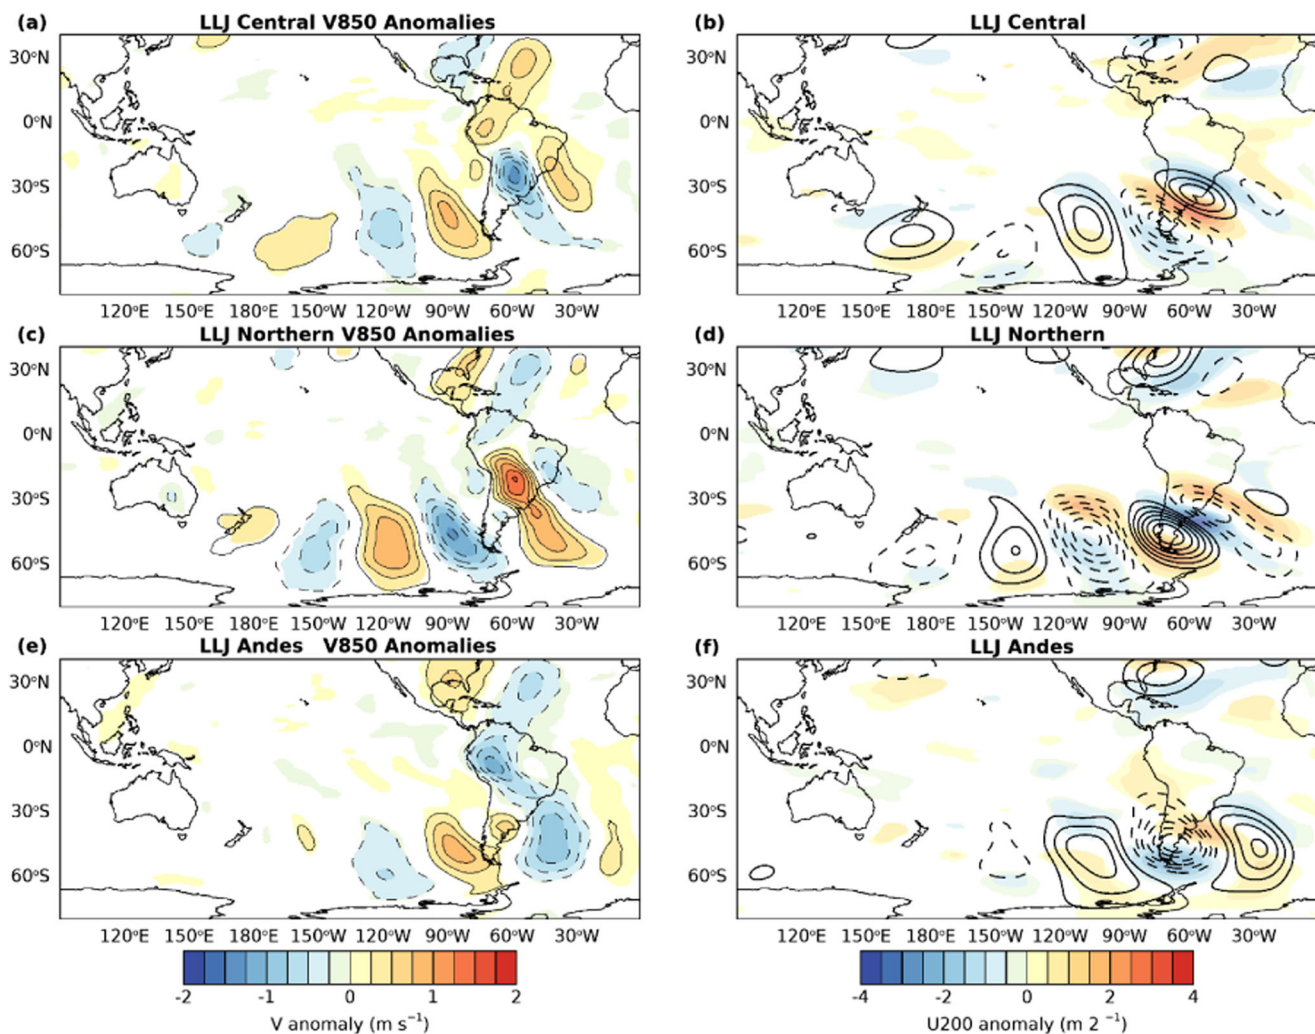 (a) LLJ Central V850 Anomalies
(b) LLJ Central
30°N
0°N
30°S
60°S
120°E 150°E 180°E 150°W 120°W 90°W 60°W 30°W
30°N
0°N
30°S
60°S
120°E 150°E 180°E 150°W 120°W 90°W 60°W 30°W
(c) LLJ Northern V850 Anomalies
(d) LLJ Northern
30°N
0°N
30°S
60°S
120°E 150°E 180°E 150°W 120°W 90°W 60°W 30°W
30°N
0°N
30°S
60°S
120°E 150°E 180°E 150°W 120°W 90°W 60°W 30°W
(e) LLJ Andes V850 Anomalies
(f) LLJ Andes
30°N
0°N
30°S
60°S
120°E 150°E 180°E 150°W 120°W 90°W 60°W 30°W
30°N
0°N
30°S
60°S
120°E 150°E 180°E 150°W 120°W 90°W 60°W 30°W
-2 -1 0 1 2
V anomaly (m s⁻¹)
-4 -2 0 2 4
U200 anomaly (m 2 ⁻¹)